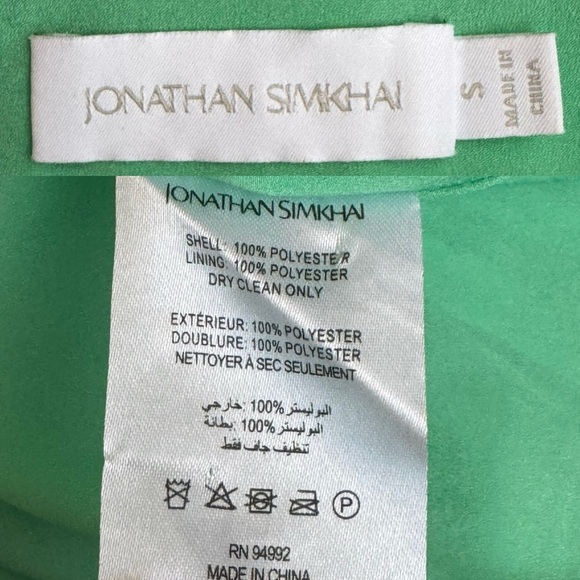 JONATHAN SIMKHAI
S
MADE IN
CHINA
JONATHAN SIMKHAI
SHELL: 100% POLYESTER
LINING: 100% POLYESTER
DRY CLEAN ONLY
EXTÉRIEUR: 100% POLYESTER
DOUBLURE: 100% POLYESTER
NETTOYER À SEC SEULEMENT
البوليستر 100% :خارجي
البوليستر 100% :بطانة
تنظيف جاف فقط
P
RN 94992
MADE IN CHINA